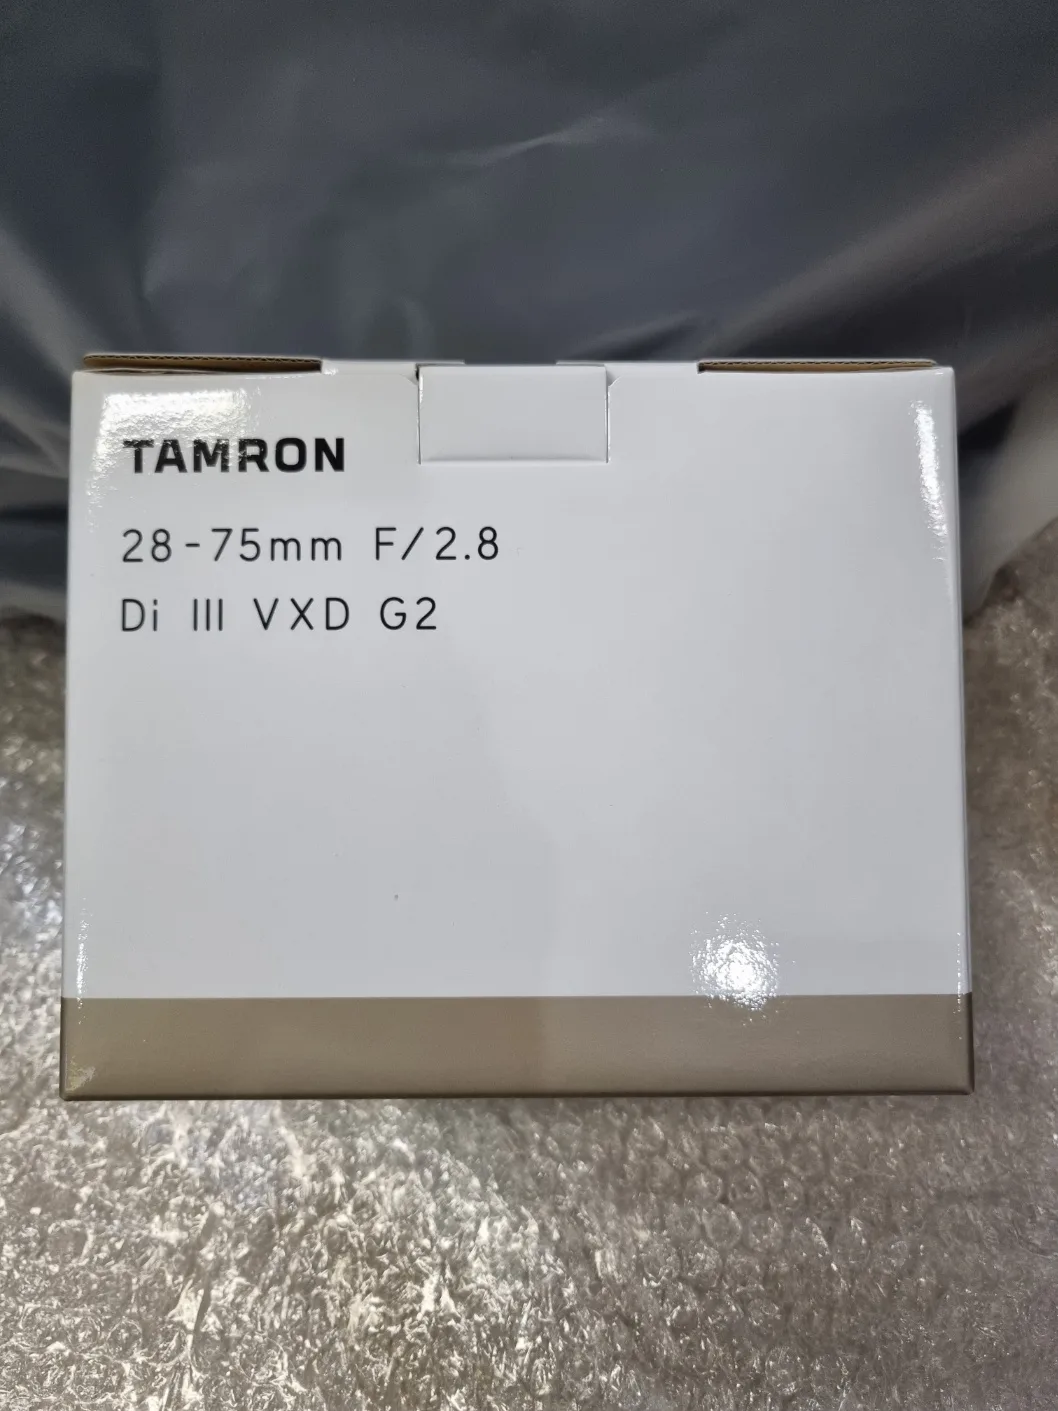 TAMRON
28-75mm F/2.8
Di III VXD G2